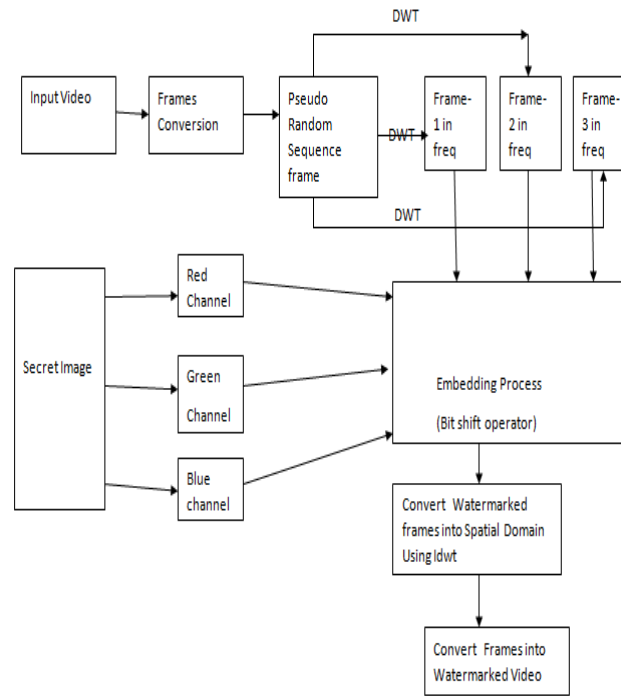 DWT
Input Video
Frames
Conversion
Pseudo
Random
Sequence
frame
DWT
Frame-
1 in
freq
Frame-
2 in
freq
Frame-
3 in
freq
DWT
Red
Channel
Secret Image
Green
Channel
Blue
channel
Embedding Process
(Bit shift operator)
Convert Watermarked
frames into Spatial Domain
Using Idwt
Convert Frames into
Watermarked Video